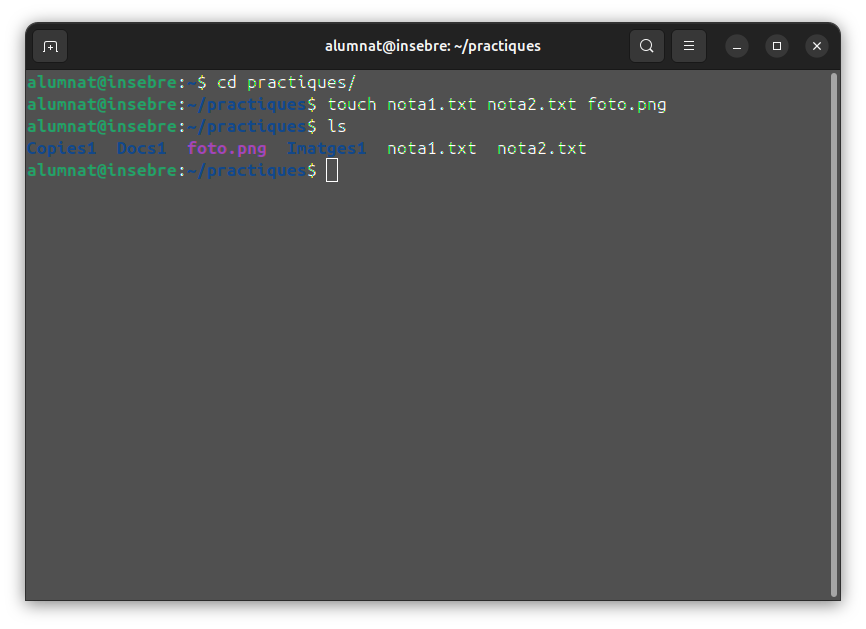 alumnat@insebre: ~/practiques
alumnat@insebre:~$ cd practiques/
alumnat@insebre:~/practiques$ touch nota1.txt nota2.txt foto.png
alumnat@insebre:~/practiques$ ls
Copies1  Docs1  foto.png  Imatges1  nota1.txt  nota2.txt
alumnat@insebre:~/practiques$